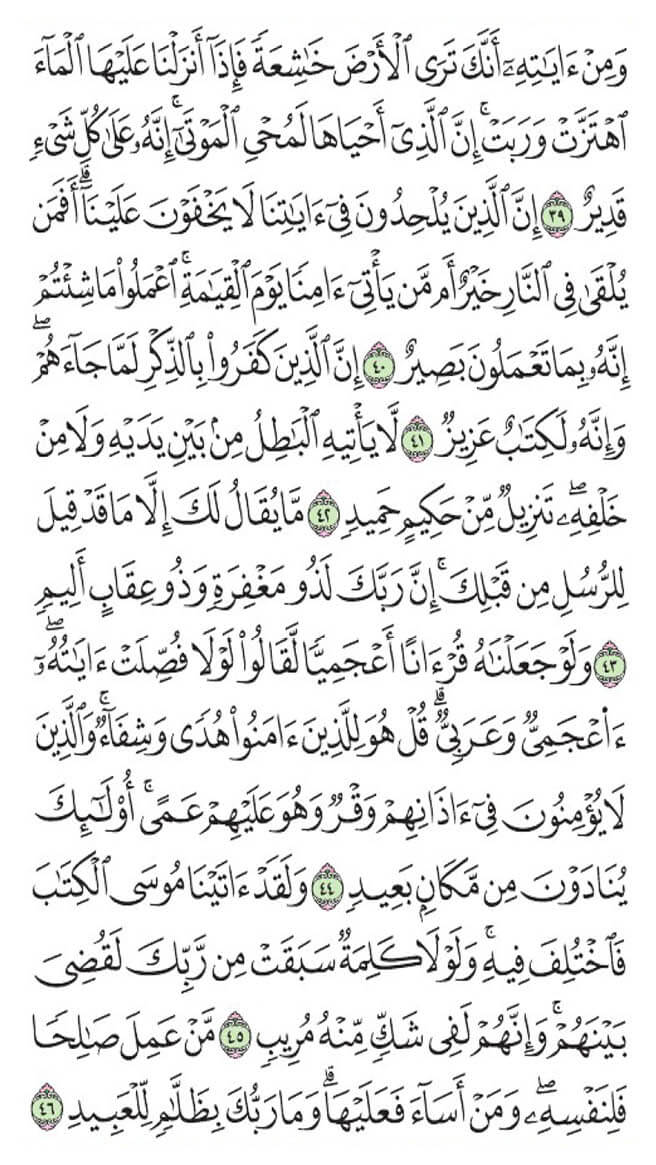 وَمِنْ ءَايَٰتِهِۦٓ أَنَّكَ تَرَى ٱلْأَرْضَ خَٰشِعَةً فَإِذَآ أَنزَلْنَا عَلَيْهَا ٱلْمَآءَ
ٱهْتَزَّتْ وَرَبَتْ ۚ إِنَّ ٱلَّذِىٓ أَحْيَاهَا لَمُحْىِ ٱلْمَوْتَىٰٓ ۚ إِنَّهُۥ عَلَىٰ كُلِّ شَىْءٍ
قَدِيرٌ ٣٩ إِنَّ ٱلَّذِينَ يُلْحِدُونَ فِىٓ ءَايَٰتِنَا لَا يَخْفَوْنَ عَلَيْنَآ ۗ أَفَمَن
يُلْقَىٰ فِى ٱلنَّارِ خَيْرٌ أَم مَّن يَأْتِىٓ ءَامِنًا يَوْمَ ٱلْقِيَٰمَةِ ۚ ٱعْمَلُوا۟ مَا شِئْتُمْ ۖ
إِنَّهُۥ بِمَا تَعْمَلُونَ بَصِيرٌ ٤٠ إِنَّ ٱلَّذِينَ كَفَرُوا۟ بِٱلذِّكْرِ لَمَّا جَآءَهُمْ ۖ
وَإِنَّهُۥ لَكِتَٰبٌ عَزِيزٌ ٤١ لَّا يَأْتِيهِ ٱلْبَٰطِلُ مِنۢ بَيْنِ يَدَيْهِ وَلَا مِنْ
خَلْفِهِۦ ۖ تَنزِيلٌ مِّنْ حَكِيمٍ حَمِيدٍ ٤٢ مَّا يُقَالُ لَكَ إِلَّا مَا قَدْ قِيلَ
لِلرُّسُلِ مِن قَبْلِكَ ۚ إِنَّ رَبَّكَ لَذُو مَغْفِرَةٍ وَذُو عِقَابٍ أَلِيمٍ
٤٣ وَلَوْ جَعَلْنَٰهُ قُرْءَانًا أَعْجَمِيًّا لَّقَالُوا۟ لَوْلَا فُصِّلَتْ ءَايَٰتُهُۥٓ ۖ
ءَا۬عْجَمِىٌّ وَعَرَبِىٌّ ۗ قُلْ هُوَ لِلَّذِينَ ءَامَنُوا۟ هُدًى وَشِفَآءٌ ۖ وَٱلَّذِينَ
لَا يُؤْمِنُونَ فِىٓ ءَاذَانِهِمْ وَقْرٌ وَهُوَ عَلَيْهِمْ عَمًى ۚ أُو۟لَٰٓئِكَ
يُنَادَوْنَ مِن مَّكَانٍۭ بَعِيدٍ ٤٤ وَلَقَدْ ءَاتَيْنَا مُوسَى ٱلْكِتَٰبَ
فَٱخْتُلِفَ فِيهِ ۗ وَلَوْلَا كَلِمَةٌ سَبَقَتْ مِن رَّبِّكَ لَقُضِىَ
بَيْنَهُمْ ۚ وَإِنَّهُمْ لَفِى شَكٍّ مِّنْهُ مُرِيبٍ ٤٥ مَّنْ عَمِلَ صَٰلِحًا
فَلِنَفْسِهِۦ ۖ وَمَنْ أَسَآءَ فَعَلَيْهَا ۗ وَمَا رَبُّكَ بِظَلَّٰمٍ لِّلْعَبِيدِ ٤٦